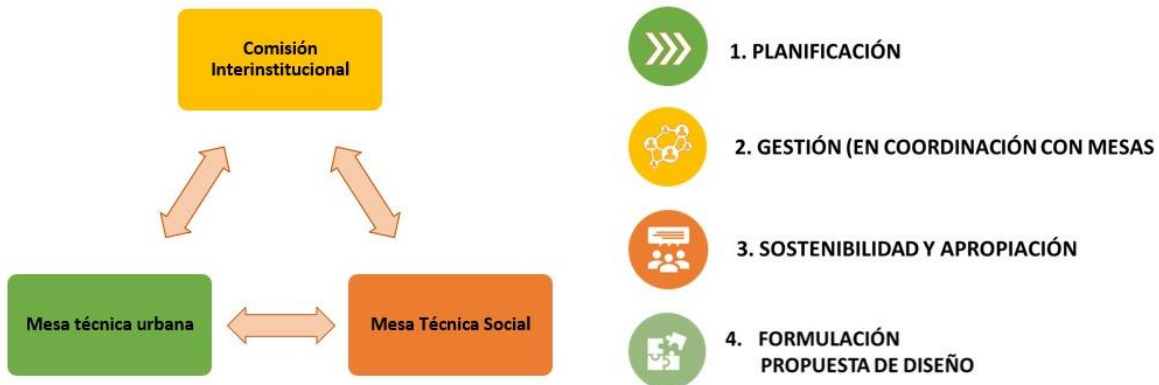 Comisión
Interinstitucional
Mesa técnica urbana
Mesa Técnica Social
1. PLANIFICACIÓN
2. GESTIÓN (EN COORDINACIÓN CON MESAS
3. SOSTENIBILIDAD Y APROPIACIÓN
4. FORMULACIÓN
PROPUESTA DE DISEÑO